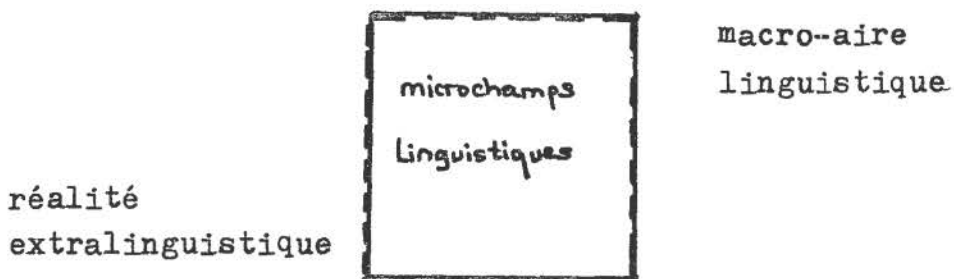 macro-aire
linguistique
microchamps
linguistiques
réalité
extralinguistique